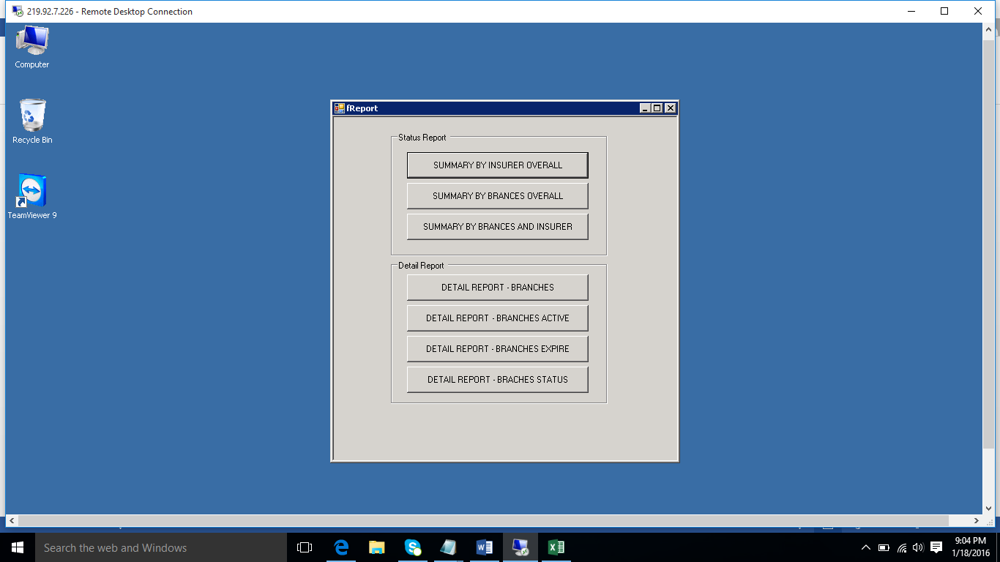 219.92.7.226 - Remote Desktop Connection
Computer
Recycle Bin
TeamViewer 9
fReport
Status Report
SUMMARY BY INSURER OVERALL
SUMMARY BY BRANCES OVERALL
SUMMARY BY BRANCES AND INSURER
Detail Report
DETAIL REPORT - BRANCHES
DETAIL REPORT - BRANCHES ACTIVE
DETAIL REPORT - BRANCHES EXPIRE
DETAIL REPORT - BRACHES STATUS
Search the web and Windows
9:04 PM
1/18/2016